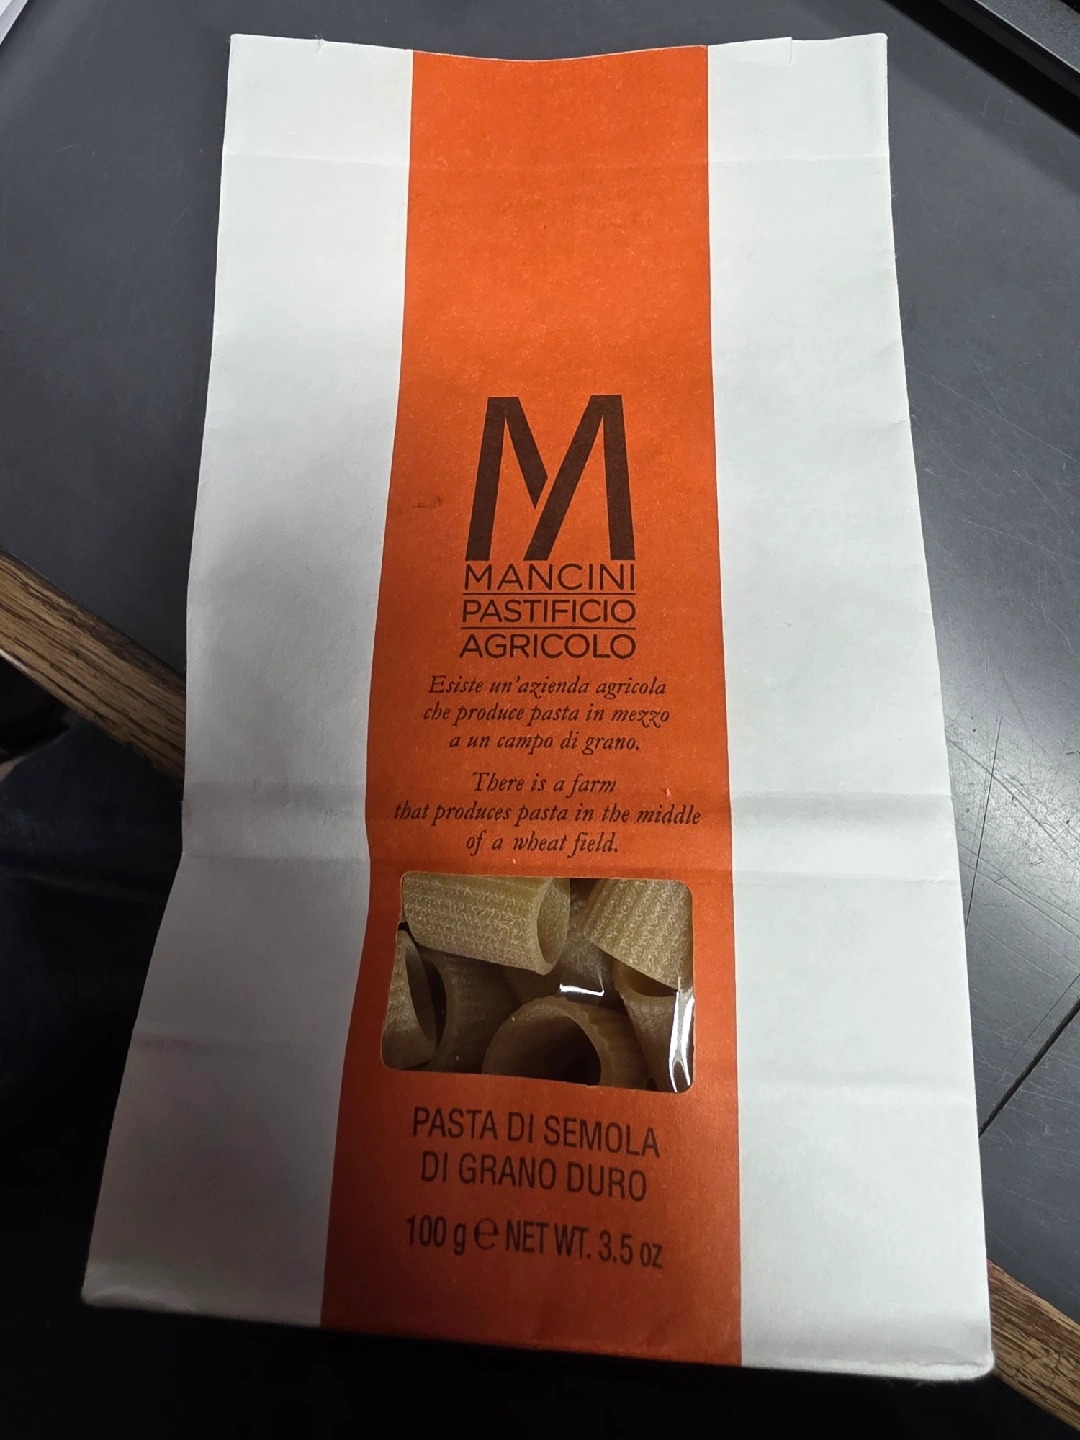 M
MANCINI
PASTIFICIO
AGRICOLO
Esiste un'azienda agricola
che produce pasta in mezzo
a un campo di grano.
There is a farm
that produces pasta in the middle
of a wheat field.
PASTA DI SEMOLA
DI GRANO DURO
100 g ℮ NET WT. 3.5 oz